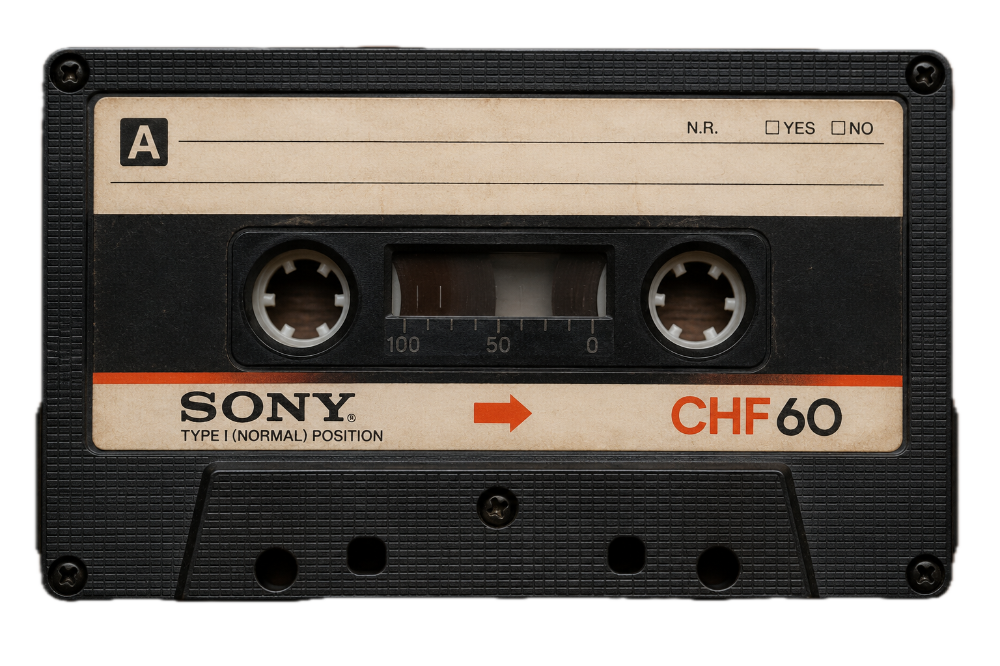 A
N.R. YES NO
100 50 0
SONY®
TYPE I (NORMAL) POSITION
CHF 60